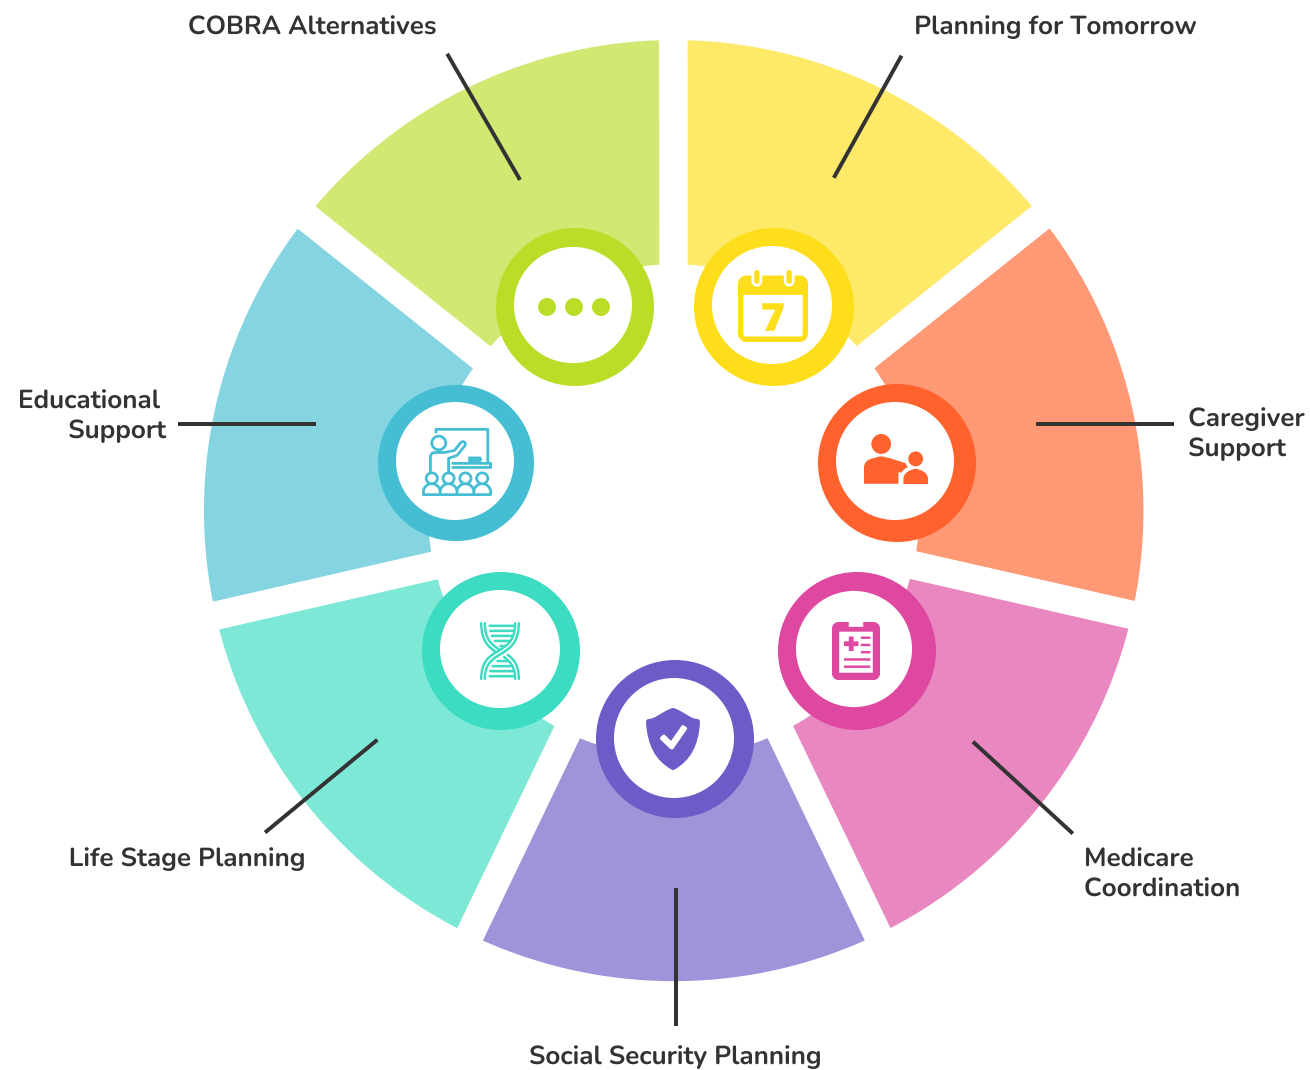 COBRA Alternatives
Planning for Tomorrow
7
Educational
Support
Caregiver
Support
Life Stage Planning
Medicare
Coordination
Social Security Planning